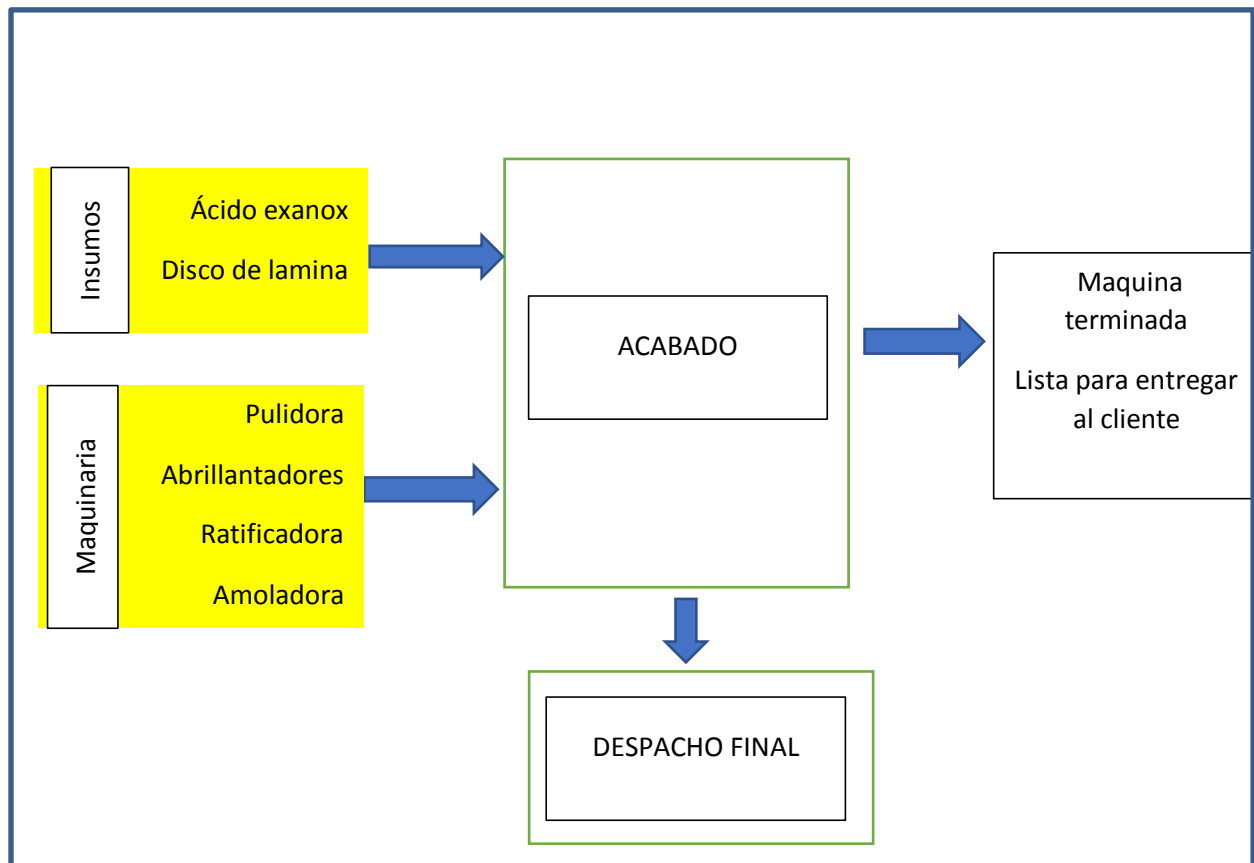 Insumos
Ácido exanox
Disco de lamina
Maquinaria
Pulidora
Abrillantadores
Ratificadora
Amoladora
ACABADO
Maquina
terminada
Lista para entregar
al cliente
DESPACHO FINAL